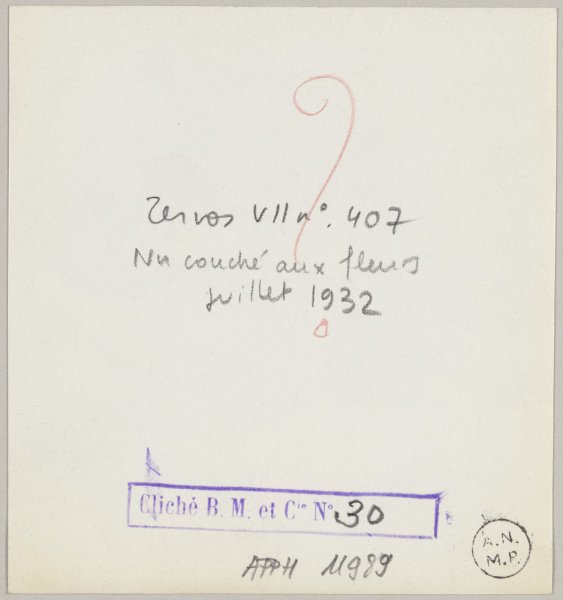 ?
Zervos VII n°. 407
Nu couché aux fleurs
juillet 1932
Cliché B. M. et Cie N° 30
A.N.
M.P.
APPH 11989